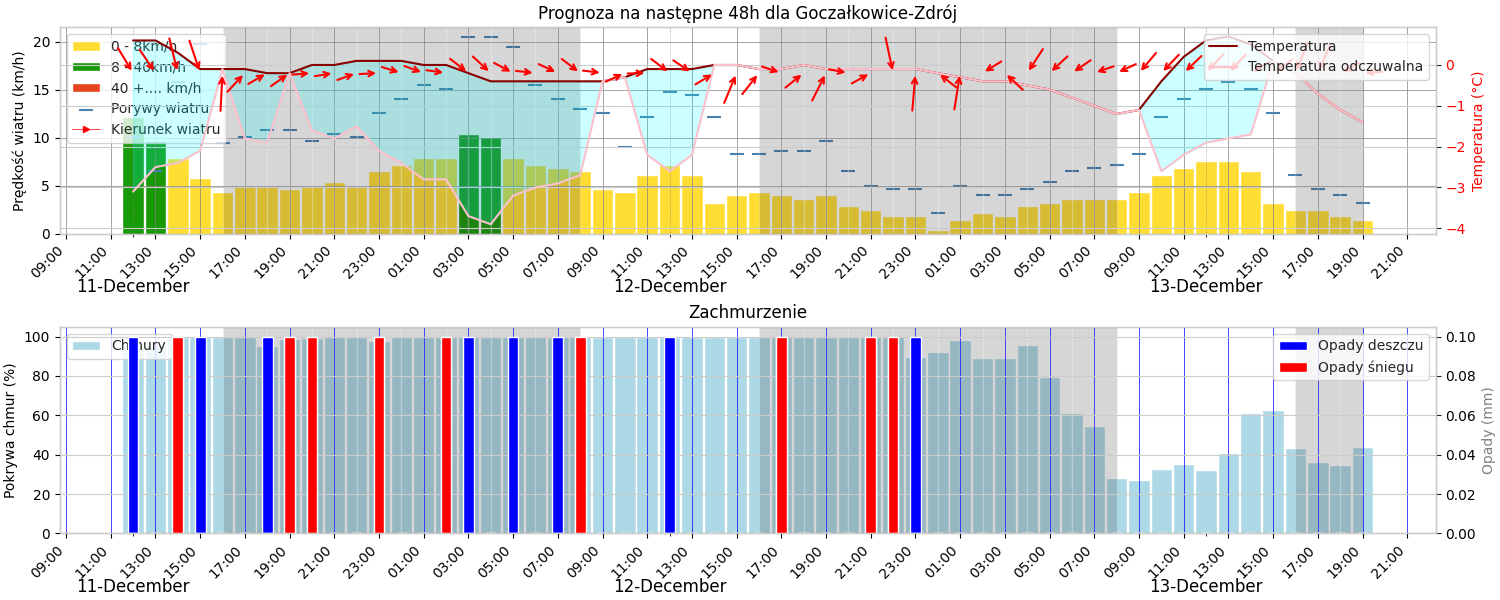 Prognoza na następne 48h dla Goczałkowice-Zdrój
Prędkość wiatru (km/h)
20
15
10
5
0
0 - 8km/h
8 - 40km/h
40 +.... km/h
Porywy wiatru
Kierunek wiatru
Temperatura
Temperatura odczuwalna
0
−1
−2
−3
−4
Temperatura (°C)
09:00 11:00 13:00 15:00 17:00 19:00 21:00 23:00 01:00 03:00 05:00 07:00 09:00 11:00 13:00 15:00 17:00 19:00 21:00 23:00 01:00 03:00 05:00 07:00 09:00 11:00 13:00 15:00 17:00 19:00 21:00
11-December 12-December 13-December
Zachmurzenie
Pokrywa chmur (%)
100
80
60
40
20
0
Chmury
Opady deszczu
Opady śniegu
0.10
0.08
0.06
0.04
0.02
0.00
Opady (mm)
09:00 11:00 13:00 15:00 17:00 19:00 21:00 23:00 01:00 03:00 05:00 07:00 09:00 11:00 13:00 15:00 17:00 19:00 21:00 23:00 01:00 03:00 05:00 07:00 09:00 11:00 13:00 15:00 17:00 19:00 21:00
11-December 12-December 13-December